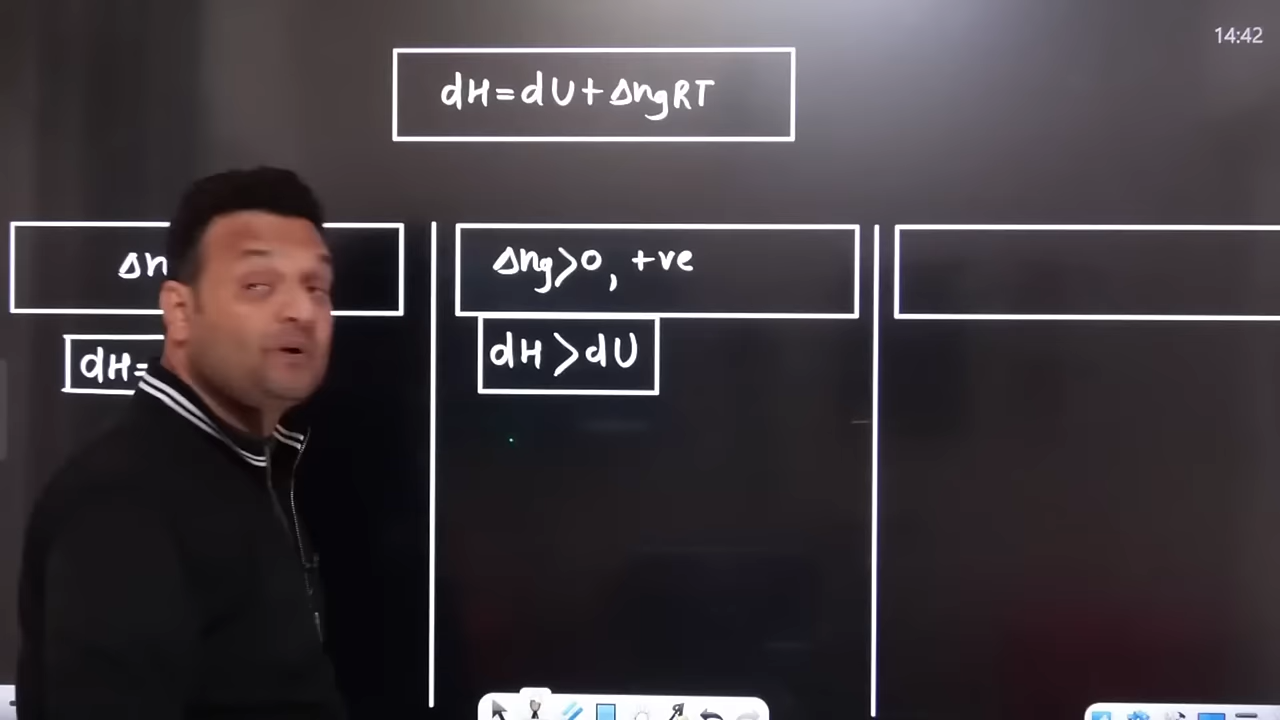 14:42
dH=dU+ΔngRT
Δn
Δng>0, +ve
dH=
dH>dU